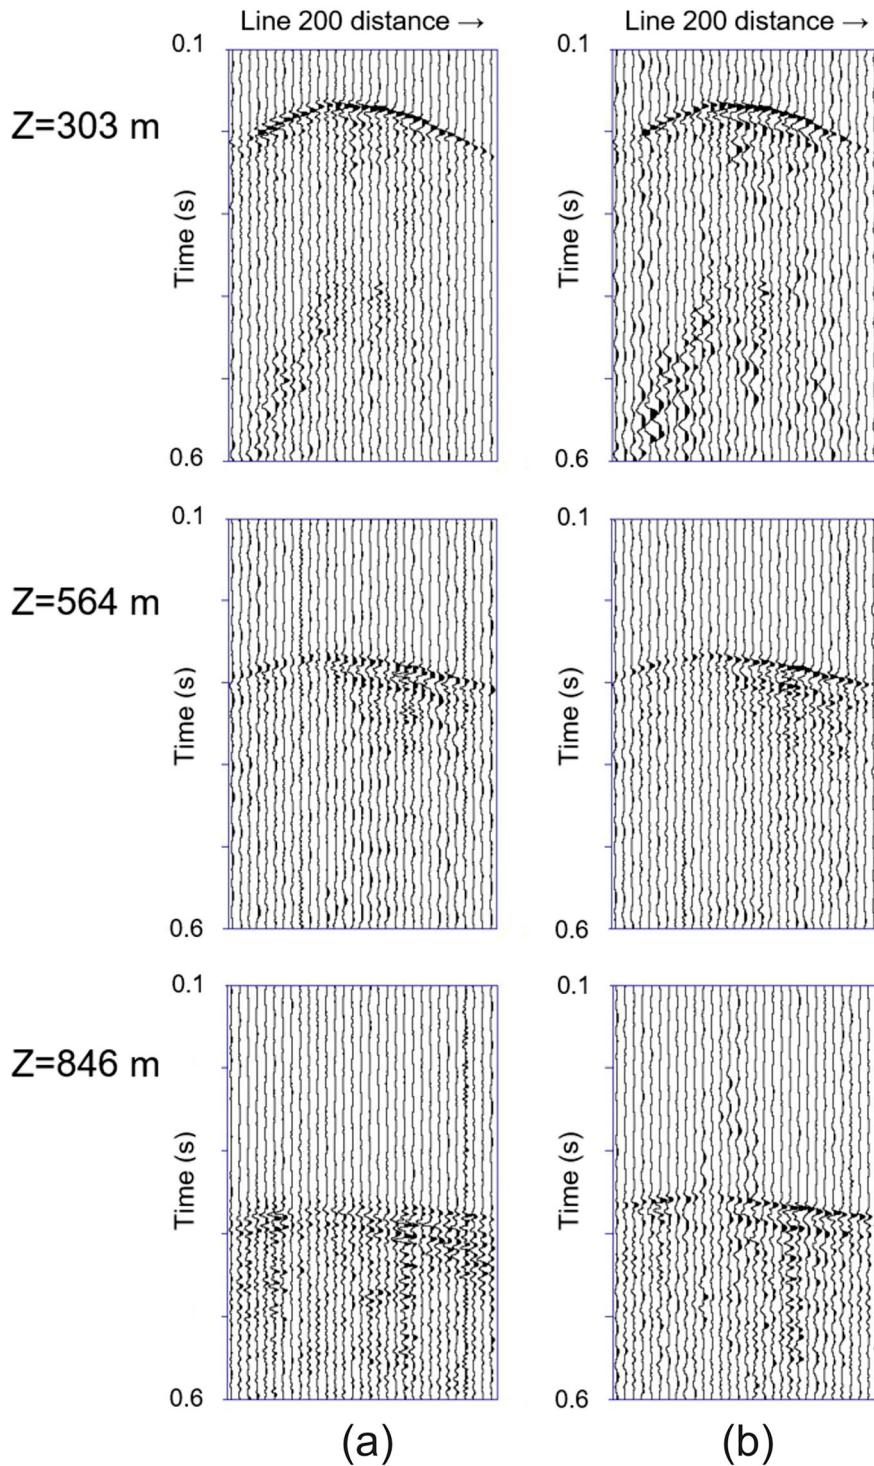 Line 200 distance → Line 200 distance →
0.1 0.1
Z=303 m
Time (s) Time (s)
0.6 0.6
0.1 0.1
Z=564 m
Time (s) Time (s)
0.6 0.6
0.1 0.1
Z=846 m
Time (s) Time (s)
0.6 0.6
(a) (b)